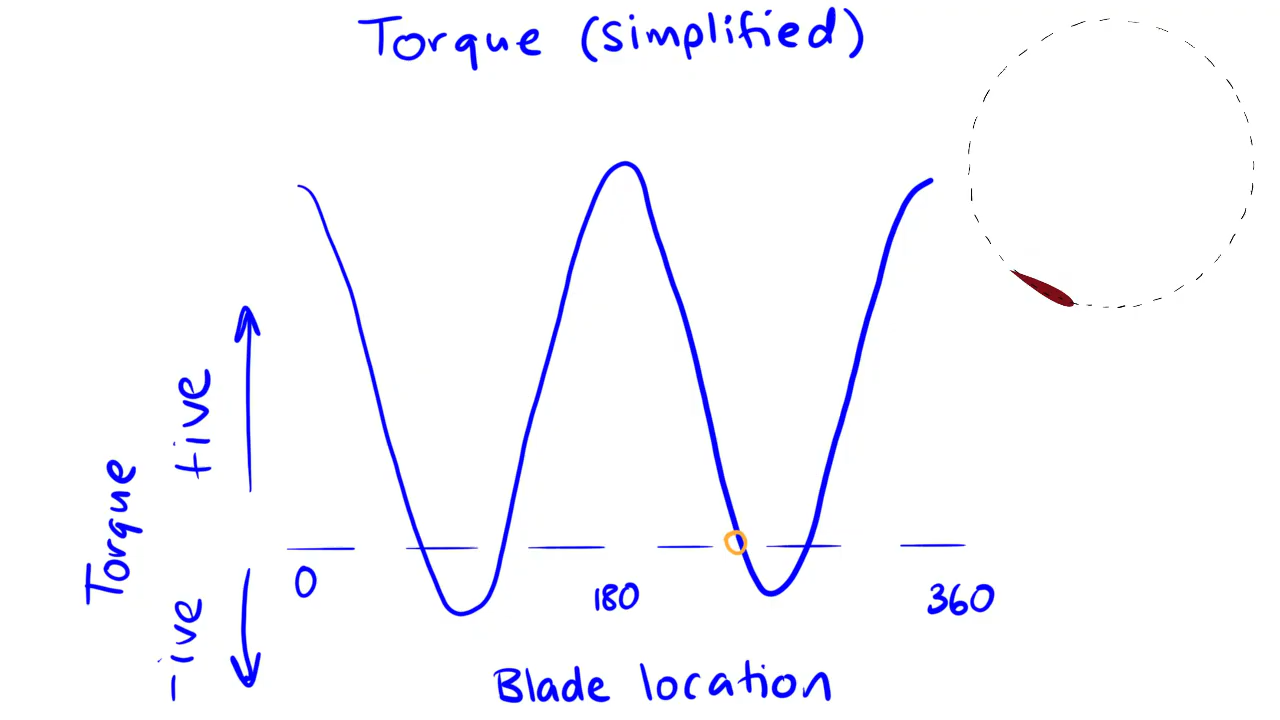 Torque (simplified)
Torque
+ive
-ive
0
180
360
Blade location